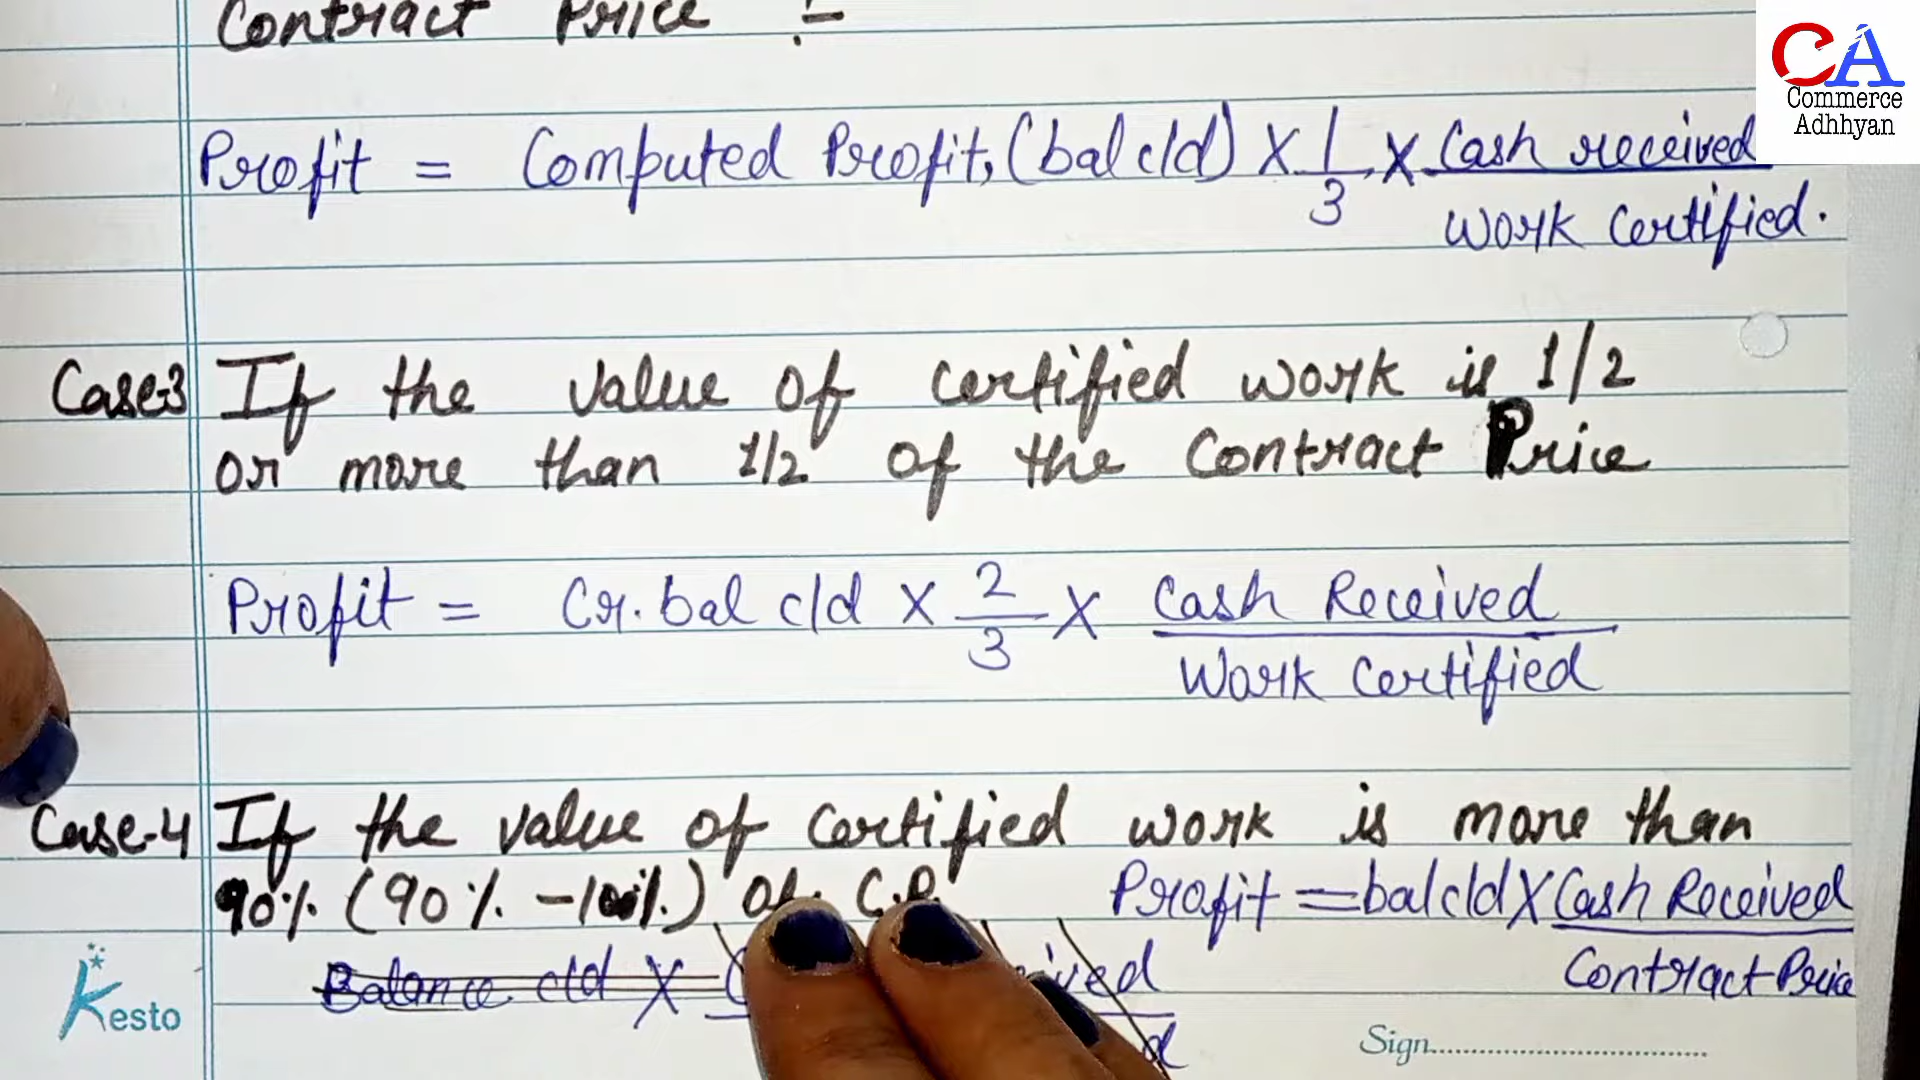 Contract Price :-
CA
Commerce
Adhhyan
Profit = Computed Profit, (bal c/d) X 1/3 X Cash received
Work Certified.
Case-3 If the value of certified work is 1/2
or more than 1/2 of the Contract Price
Profit = Cr. bal c/d X 2/3 X Cash Received
Work Certified
Case-4 If the value of certified work is more than
90% (90% - 100%) of C.P. Profit = bal c/d X Cash Received
Contract Price
Balance c/d X
Kesto
Sign